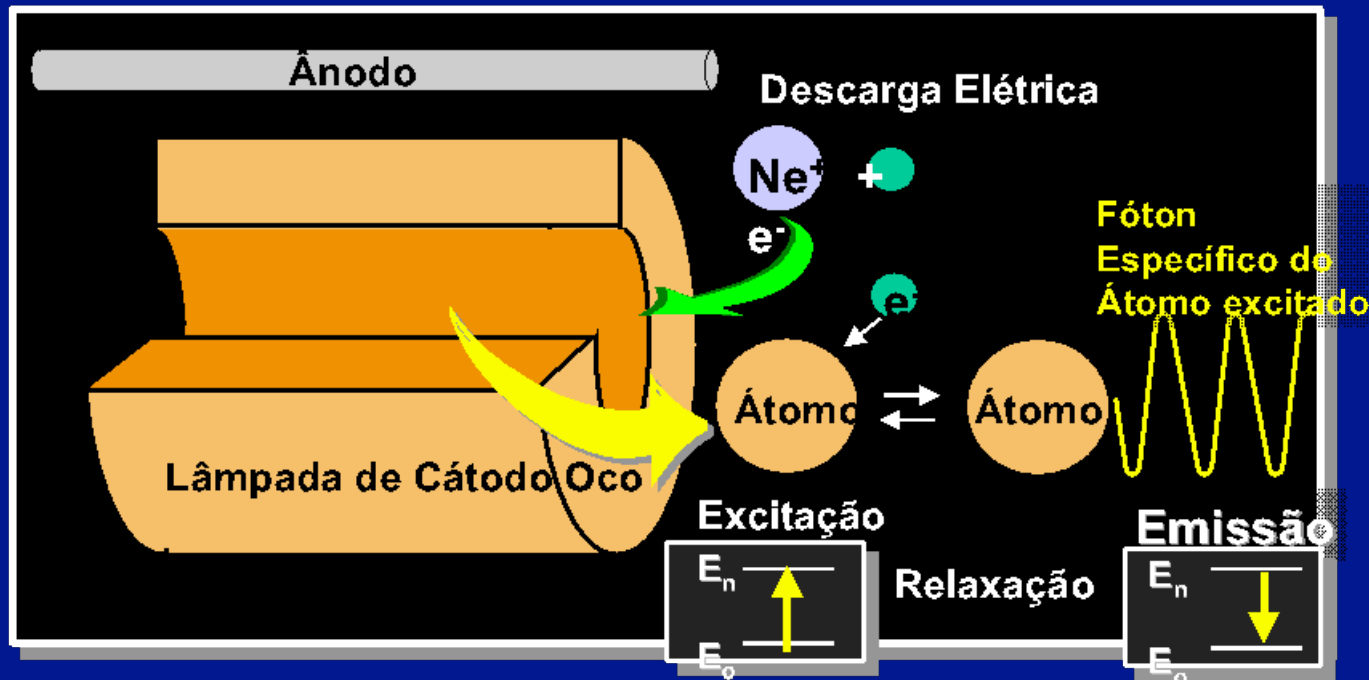 Ânodo
Descarga Elétrica
Ne⁺ +
e⁻
e⁻
Fóton
Específico do
Átomo excitado
Átomo
Átomo
Lâmpada de Cátodo Oco
Excitação
Eₙ
Eₒ
Relaxação
Emissão
Eₙ
Eₒ